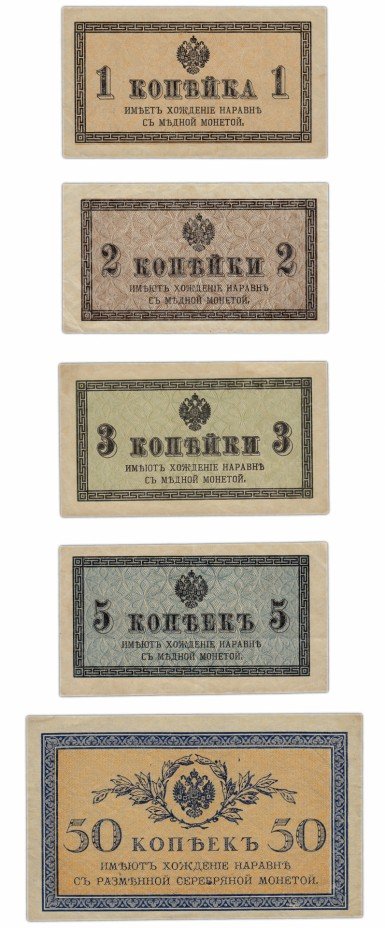 1 КОПѢЙКА 1
ИМѢЕТЪ ХОЖДЕНІЕ НАРАВНѢ
СЪ МѢДНОЙ МОНЕТОЙ.
2 КОПѢЙКИ 2
ИМѢЮТЪ ХОЖДЕНІЕ НАРАВНѢ
СЪ МѢДНОЙ МОНЕТОЙ.
3 КОПѢЙКИ 3
ИМѢЮТЪ ХОЖДЕНІЕ НАРАВНѢ
СЪ МѢДНОЙ МОНЕТОЙ.
5 КОПѢЕКЪ 5
ИМѢЮТЪ ХОЖДЕНІЕ НАРАВНѢ
СЪ МѢДНОЙ МОНЕТОЙ.
50 КОПѢЕКЪ 50
ИМѢЮТЪ ХОЖДЕНІЕ НАРАВНѢ
СЪ РАЗМѢННОЙ СЕРЕБРЯНОЙ МОНЕТОЙ.